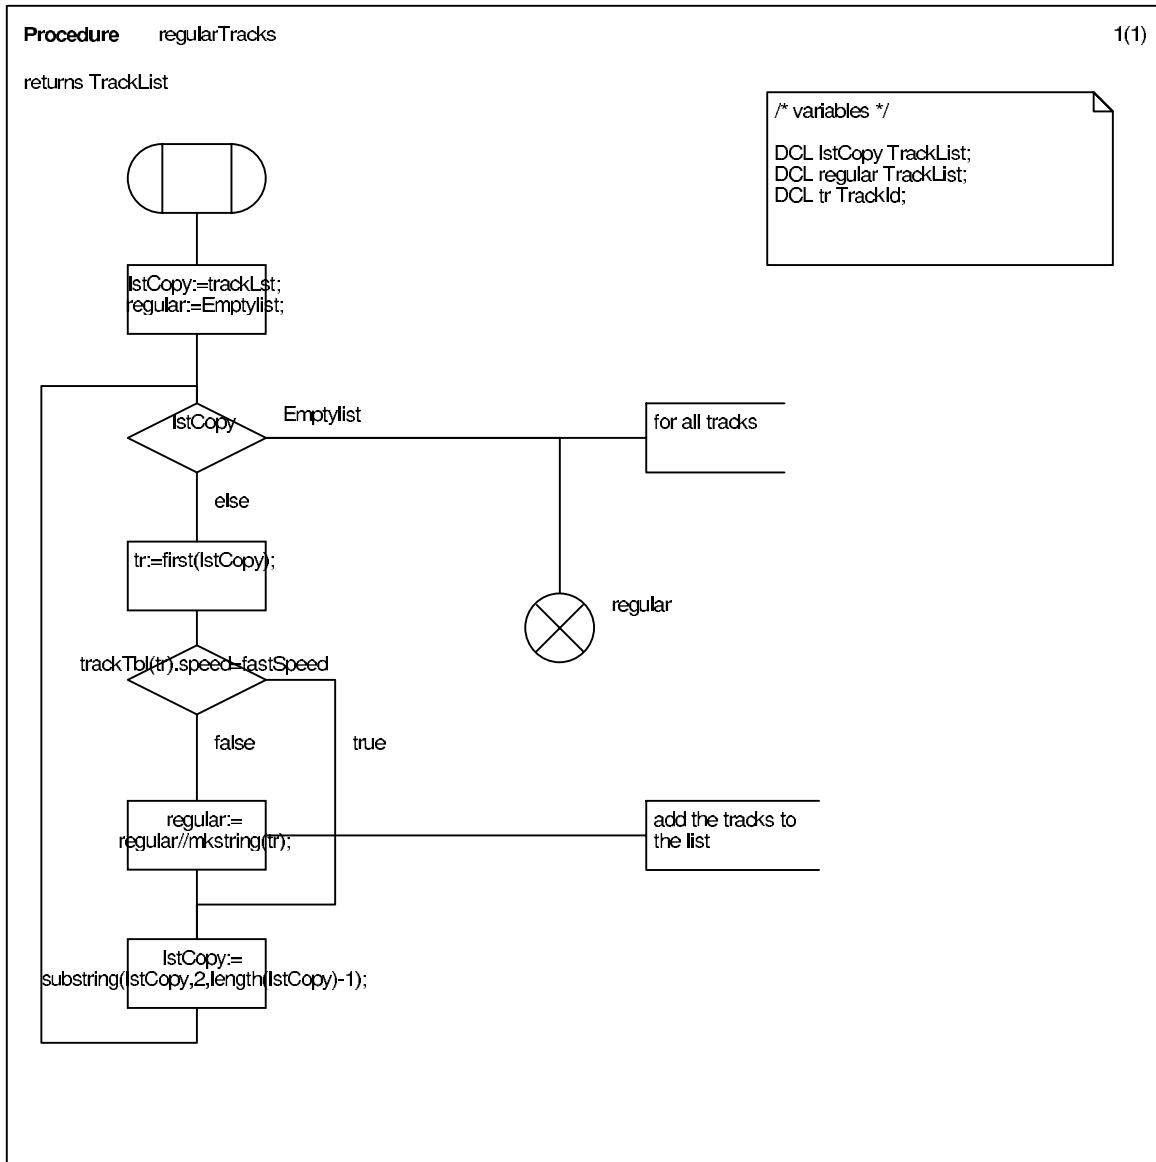 Procedure regularTracks 1(1)
returns TrackList
/* variables */
DCL lstCopy TrackList;
DCL regular TrackList;
DCL tr TrackId;
lstCopy:=trackLst;
regular:=Emptylist;
lstCopy
Emptylist
for all tracks
else
tr:=first(lstCopy);
regular
trackTbl(tr).speed=fastSpeed
false
true
regular:=
regular//mkstring(tr);
add the tracks to
the list
lstCopy:=
substring(lstCopy,2,length(lstCopy)-1);